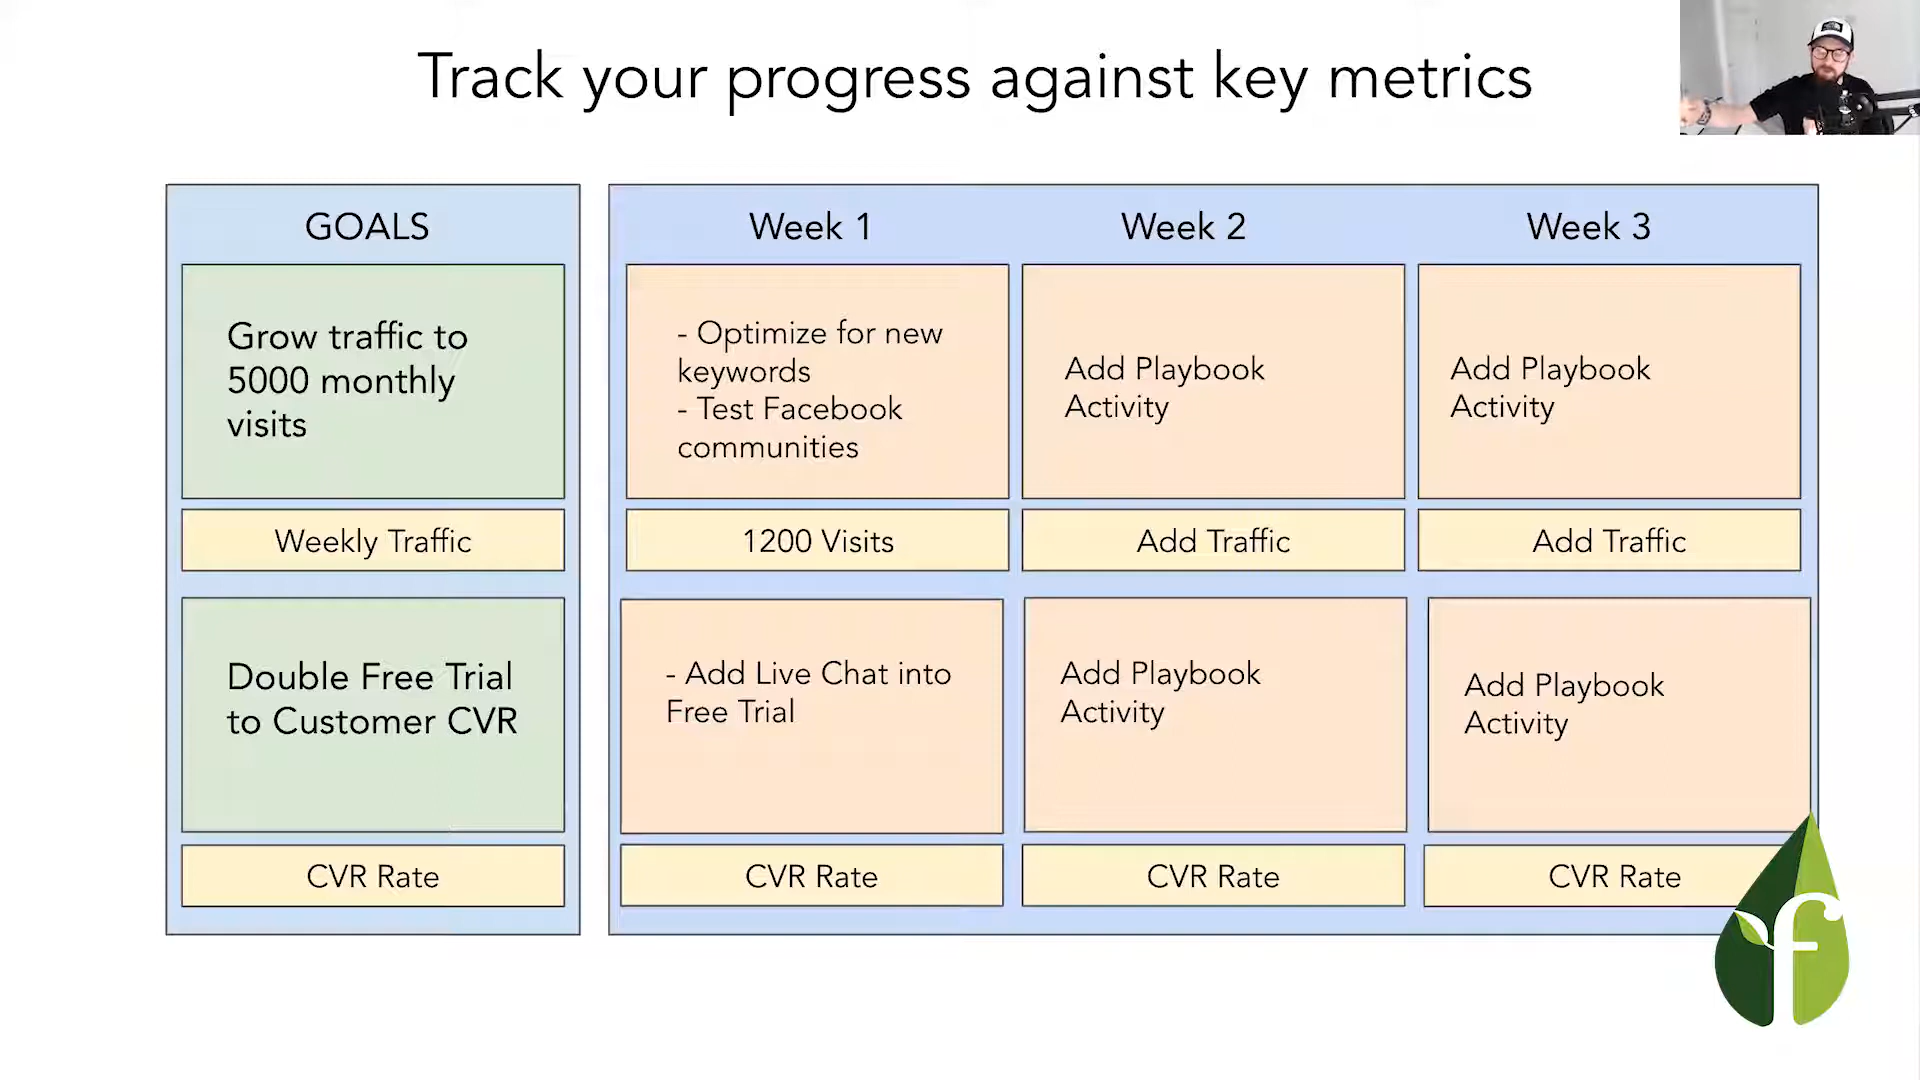 Track your progress against key metrics
GOALS
Week 1
Week 2
Week 3
Grow traffic to
5000 monthly
visits
- Optimize for new
keywords
- Test Facebook
communities
Add Playbook
Activity
Add Playbook
Activity
Weekly Traffic
1200 Visits
Add Traffic
Add Traffic
Double Free Trial
to Customer CVR
- Add Live Chat into
Free Trial
Add Playbook
Activity
Add Playbook
Activity
CVR Rate
CVR Rate
CVR Rate
CVR Rate
f